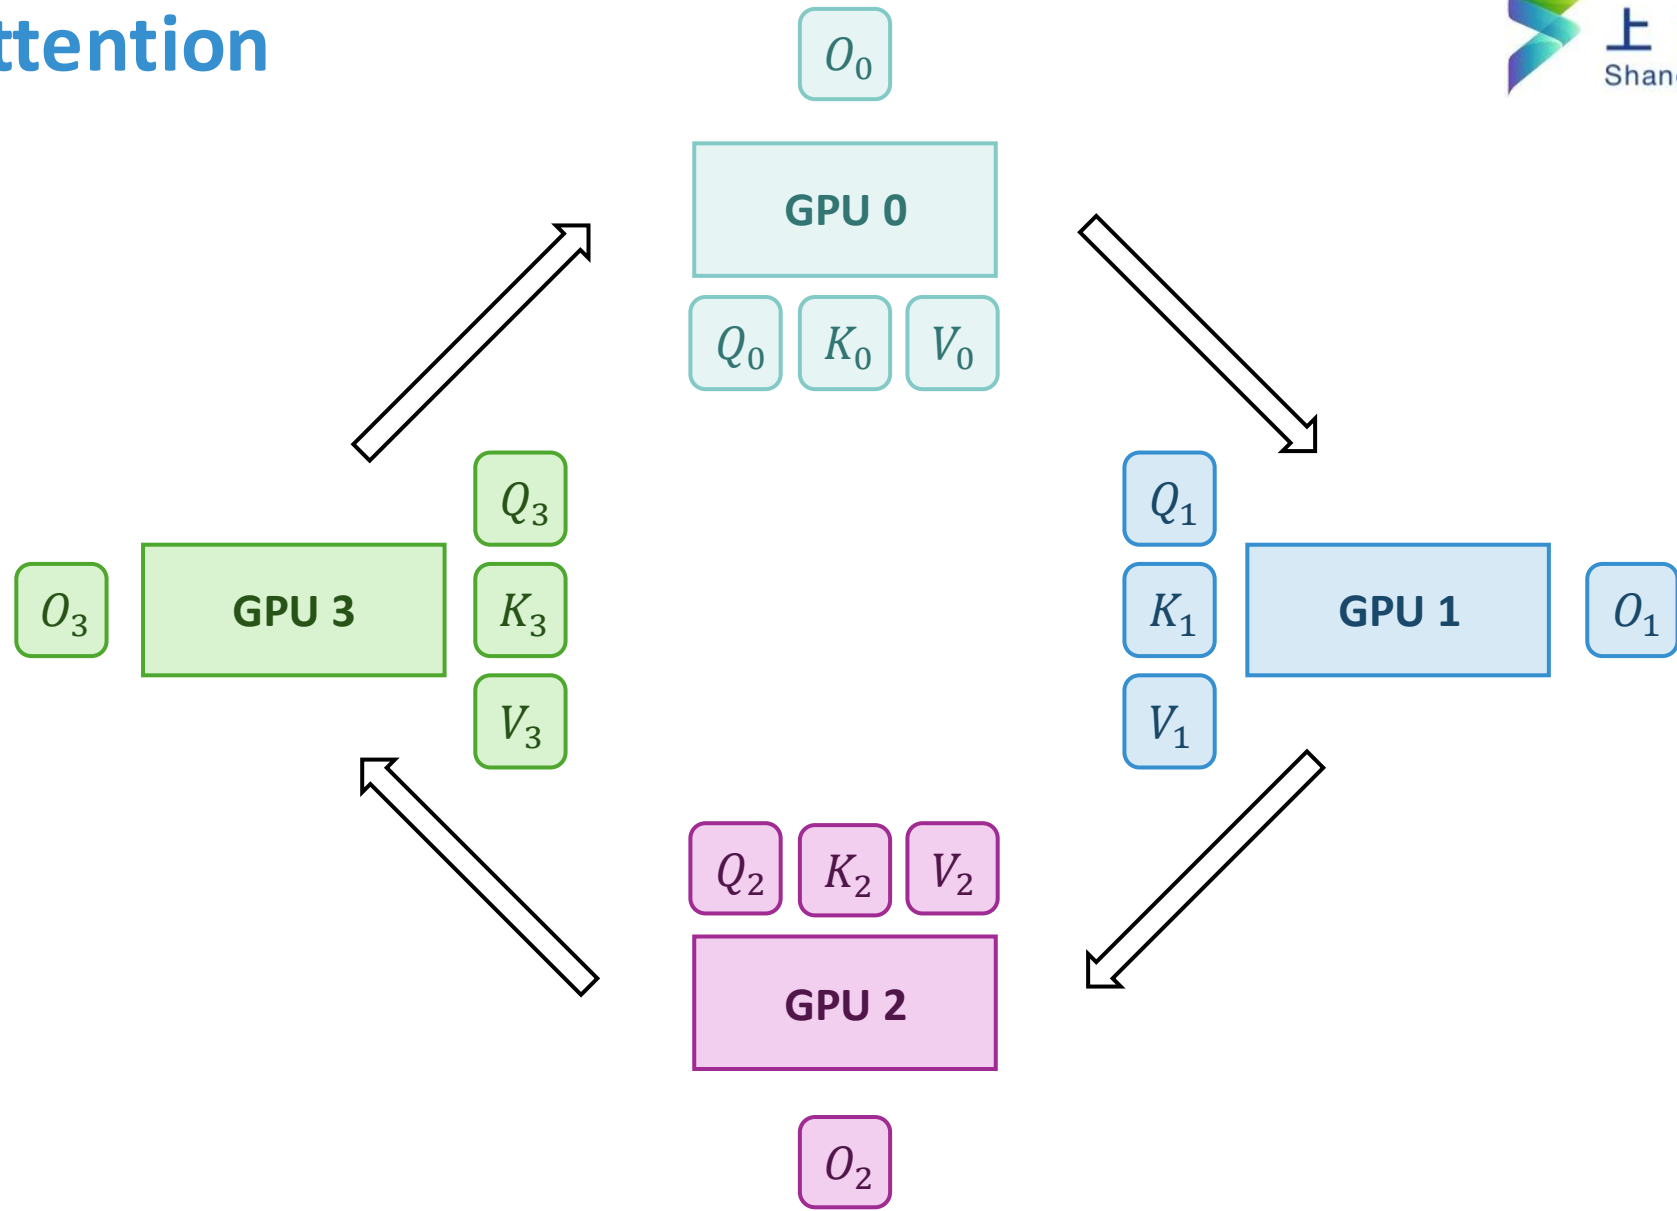 ttention
上
Shan
O₀
GPU 0
Q₀ K₀ V₀
Q₃
K₃
V₃
GPU 3
O₃
Q₁
K₁
V₁
GPU 1
O₁
Q₂ K₂ V₂
GPU 2
O₂